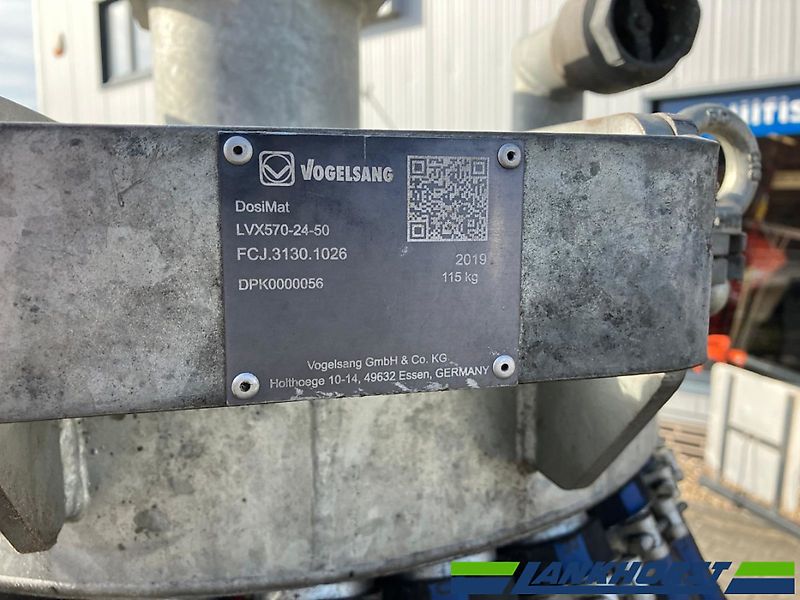 VOGELSANG
DosiMat
LVX570-24-50
FCJ.3130.1026
2019
DPK0000056
115 kg
Vogelsang GmbH & Co. KG
Holthoege 10-14, 49632 Essen, GERMANY
LANKHORST